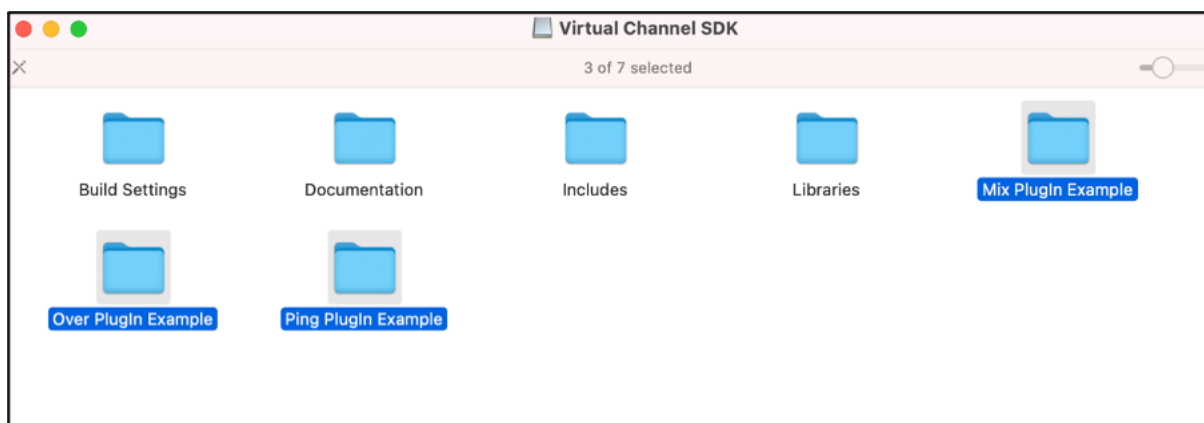 Virtual Channel SDK
3 of 7 selected
Build Settings
Documentation
Includes
Libraries
Mix PlugIn Example
Over PlugIn Example
Ping PlugIn Example